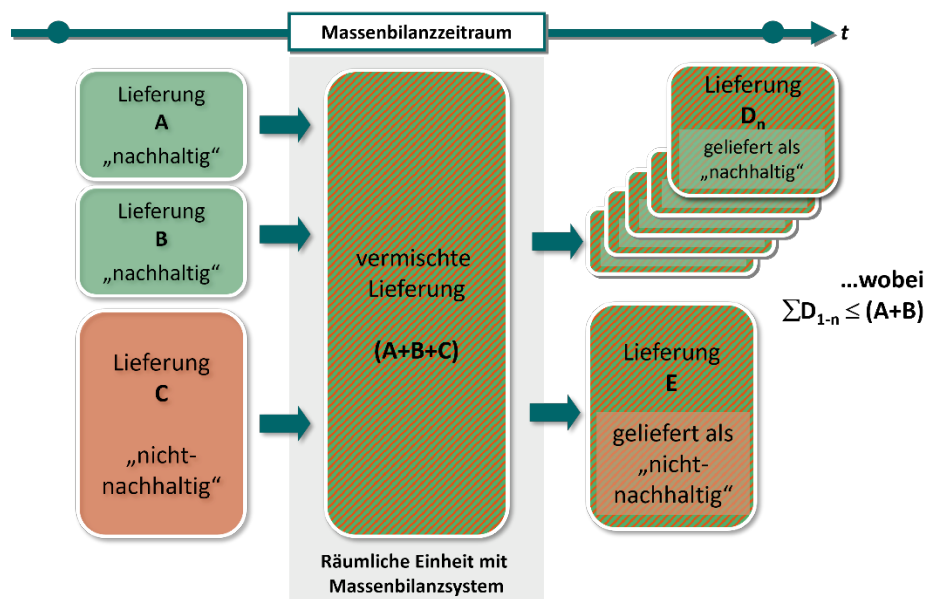 Massenbilanzzeitraum
t
Lieferung
A
„nachhaltig“
Lieferung
B
„nachhaltig“
Lieferung
C
„nicht-
nachhaltig“
vermischte
Lieferung
(A+B+C)
Räumliche Einheit mit
Massenbilanzsystem
Lieferung
Dₙ
geliefert als
„nachhaltig“
...wobei
∑D₁₋ₙ ≤ (A+B)
Lieferung
E
geliefert als
„nicht-
nachhaltig“